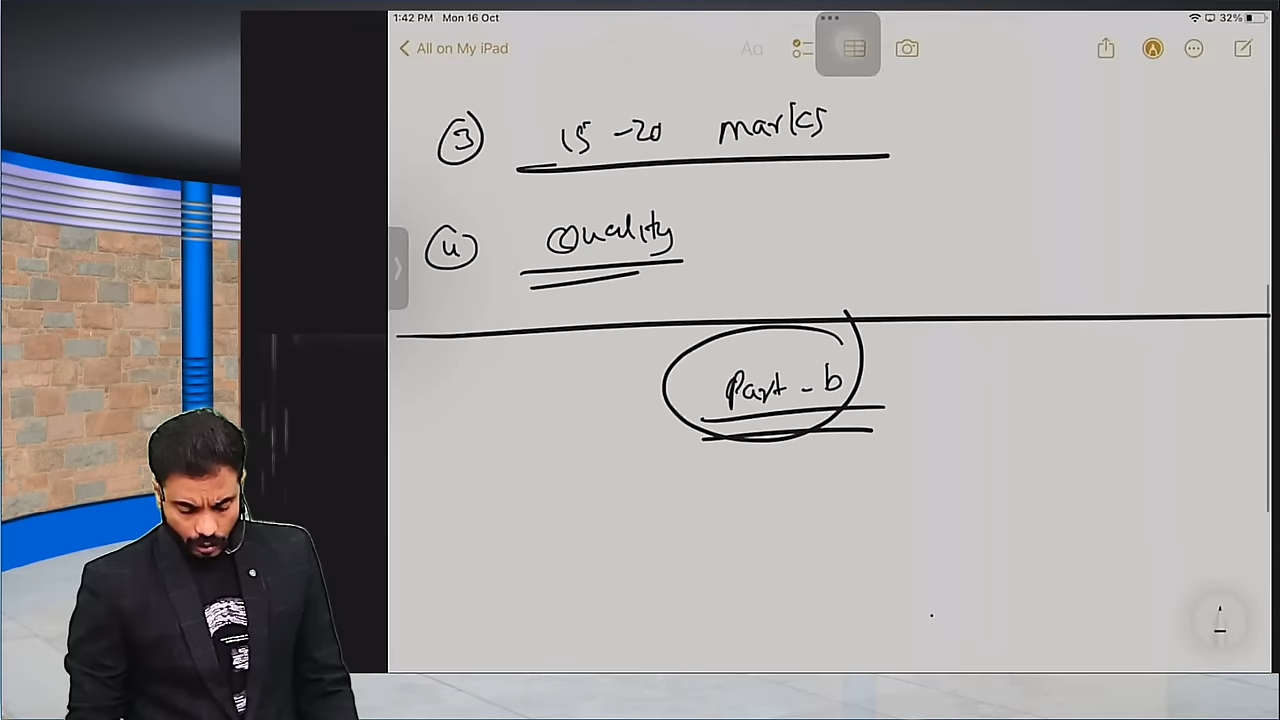 1:42 PM Mon 16 Oct 32%
All on My iPad Aa
3 15-20 marks
4 Quality
Part-b